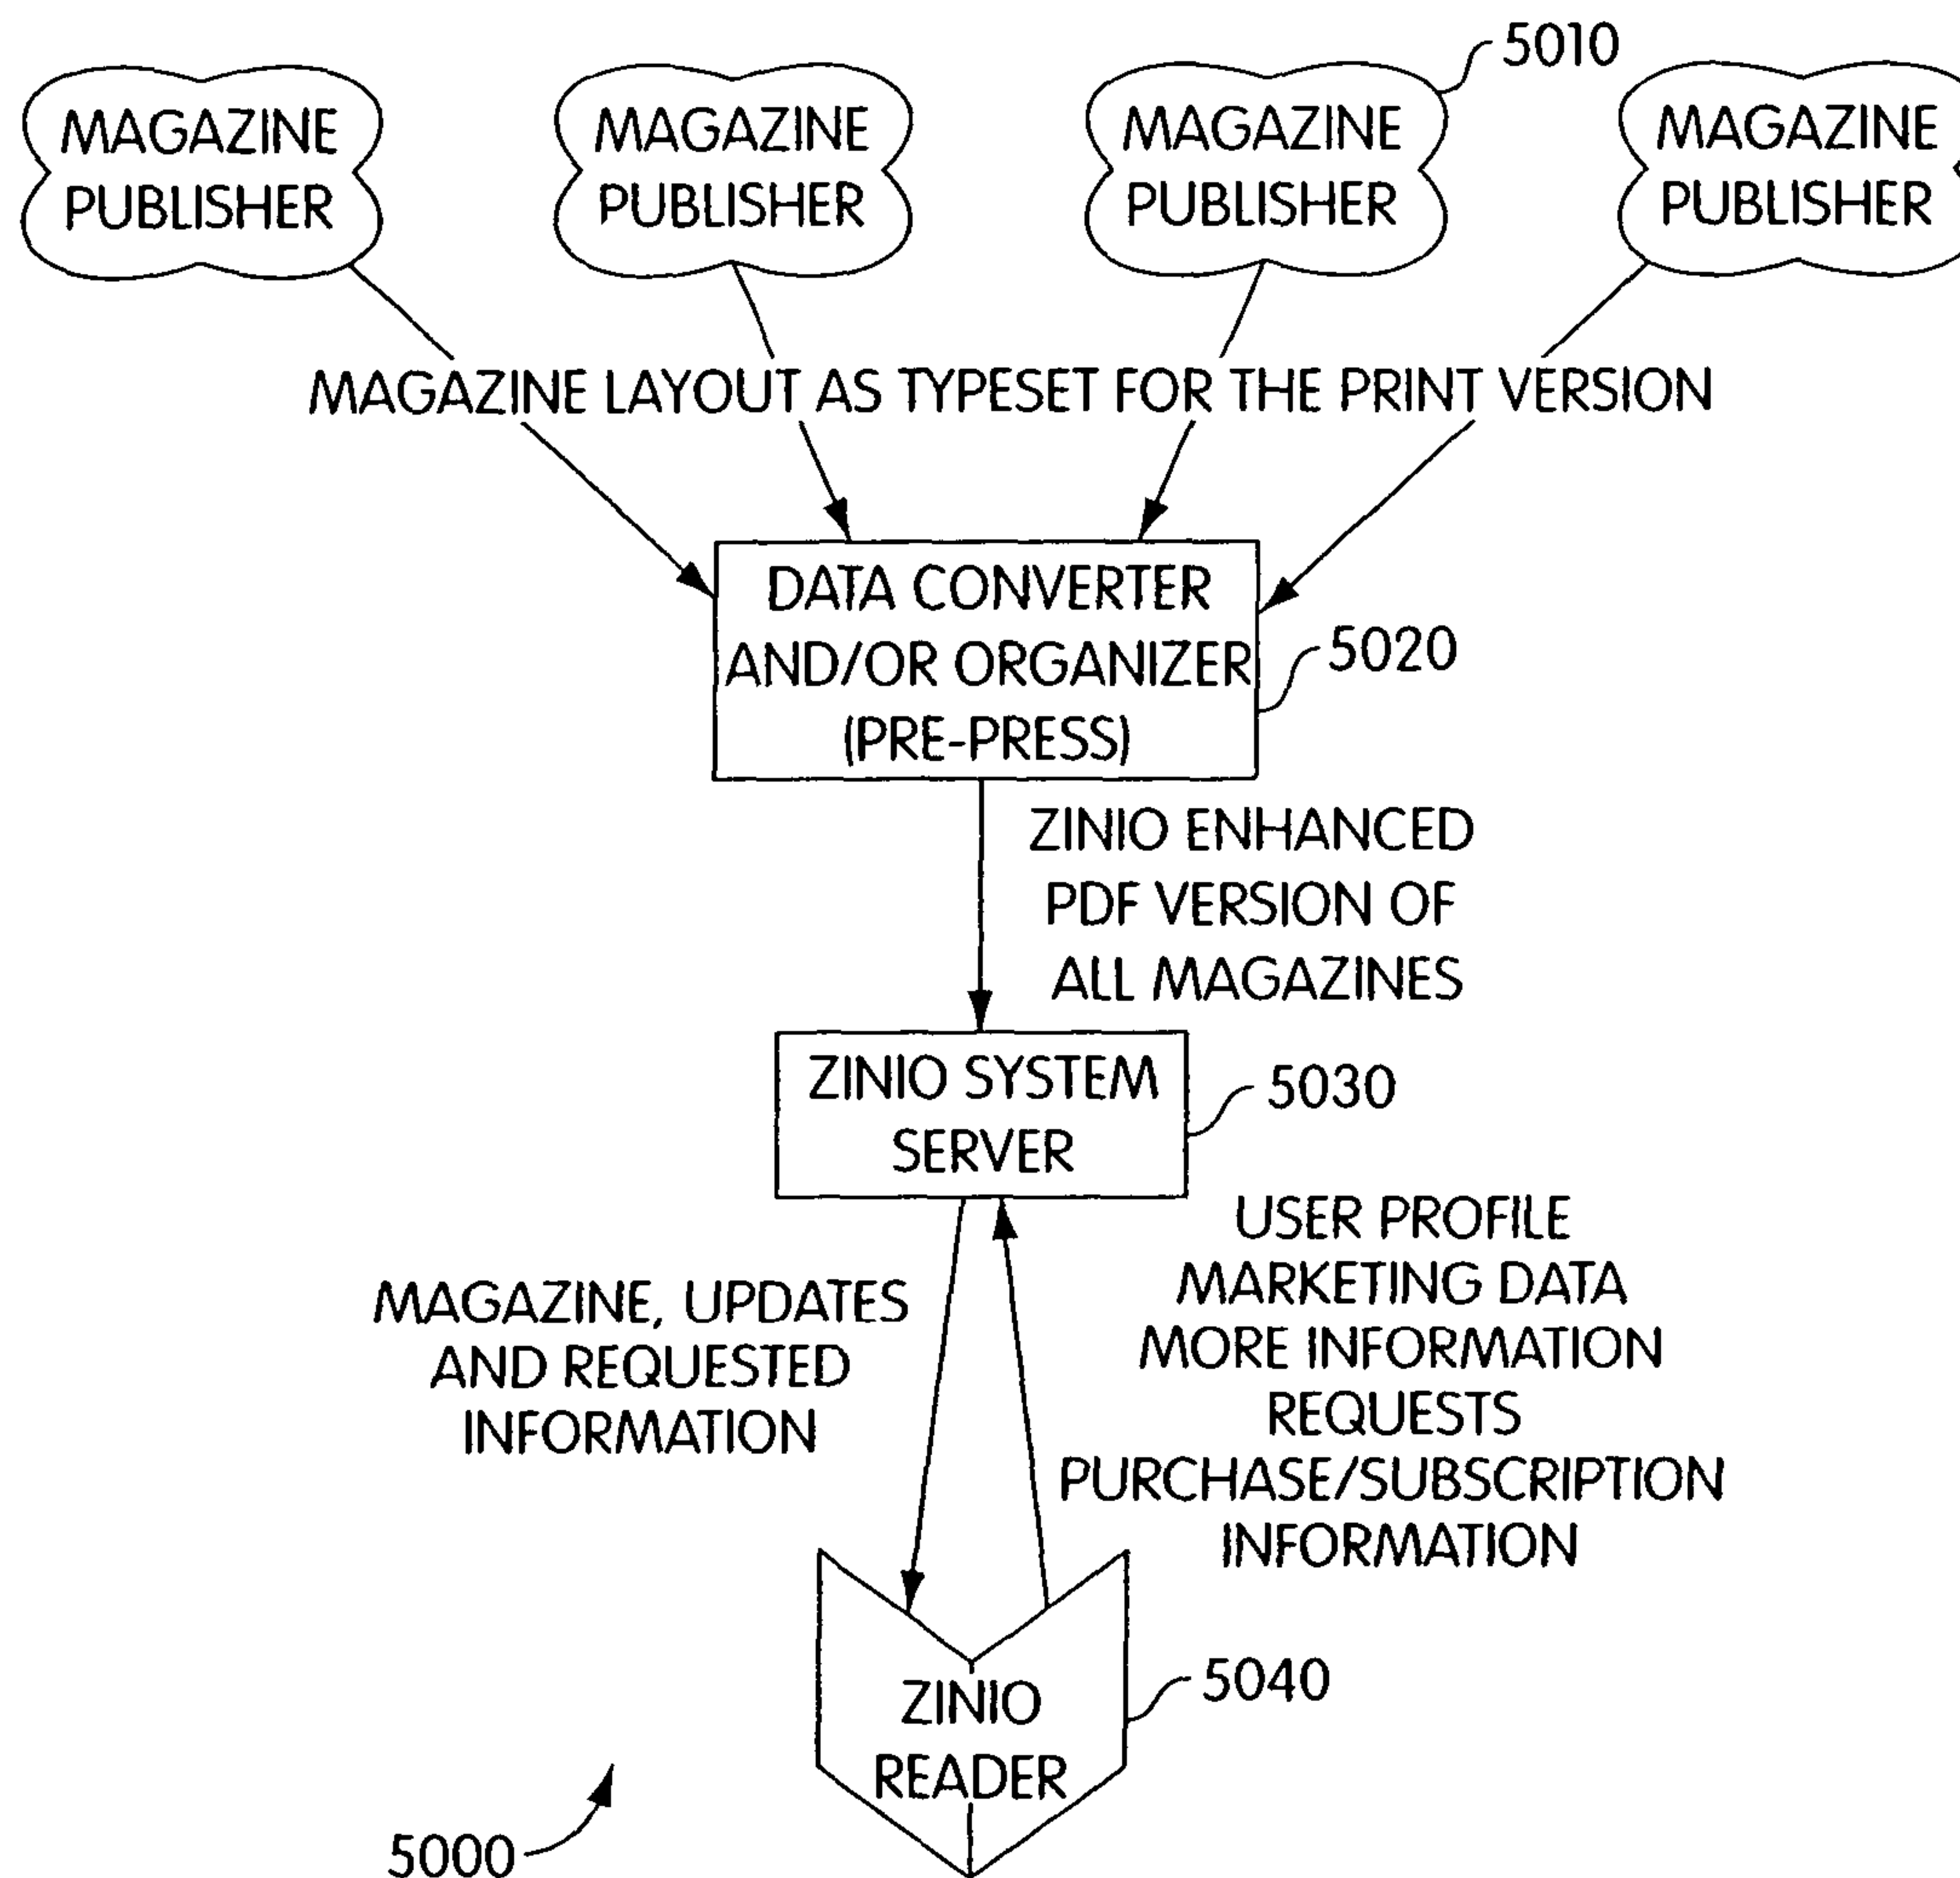 5010
MAGAZINE
PUBLISHER
MAGAZINE
PUBLISHER
MAGAZINE
PUBLISHER
MAGAZINE
PUBLISHER
MAGAZINE LAYOUT AS TYPESET FOR THE PRINT VERSION
DATA CONVERTER
AND/OR ORGANIZER
(PRE-PRESS)
5020
ZINIO ENHANCED
PDF VERSION OF
ALL MAGAZINES
ZINIO SYSTEM
SERVER
5030
MAGAZINE, UPDATES
AND REQUESTED
INFORMATION
USER PROFILE
MARKETING DATA
MORE INFORMATION
REQUESTS
PURCHASE/SUBSCRIPTION
INFORMATION
ZINIO
READER
5040
5000